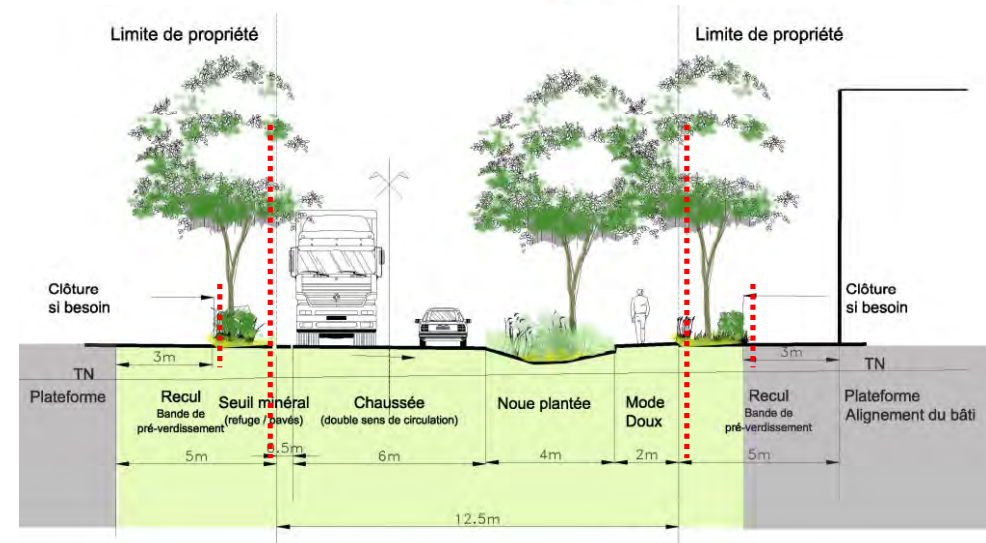 Limite de propriété
Limite de propriété
Clôture
si besoin
Clôture
si besoin
3m
3m
TN
TN
Plateforme
Recul
Bande de
pré-verdissement
Seuil minéral
(refuge / pavés)
Chaussée
(double sens de circulation)
Noue plantée
Mode
Doux
Recul
Bande de
pré-verdissement
Plateforme
Alignement du bâti
5m
0.5m
6m
4m
2m
5m
12.5m